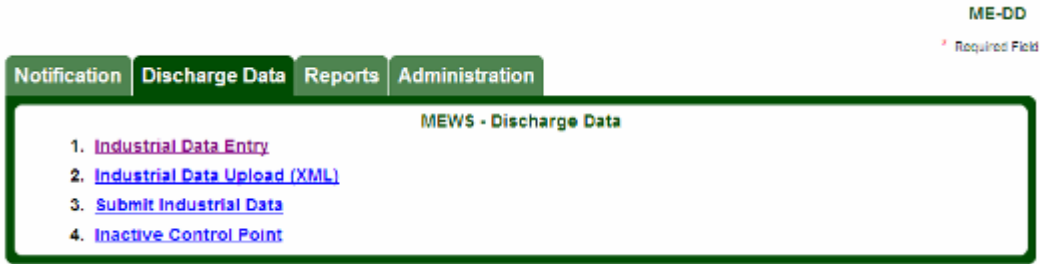 ME-DD
* Required Field
Notification Discharge Data Reports Administration
MEWS - Discharge Data
1. Industrial Data Entry
2. Industrial Data Upload (XML)
3. Submit Industrial Data
4. Inactive Control Point